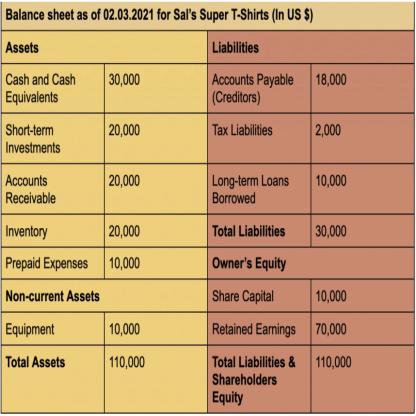 Balance sheet as of 02.03.2021 for Sal's Super T-Shirts (In US $)
Assets
Liabilities
Cash and Cash
Equivalents
30,000
Accounts Payable
(Creditors)
18,000
Short-term
Investments
20,000
Tax Liabilities
2,000
Accounts
Receivable
20,000
Long-term Loans
Borrowed
10,000
Inventory
20,000
Total Liabilities
30,000
Prepaid Expenses
10,000
Owner's Equity
Non-current Assets
Share Capital
10,000
Equipment
10,000
Retained Earnings
70,000
Total Assets
110,000
Total Liabilities &
Shareholders
Equity
110,000